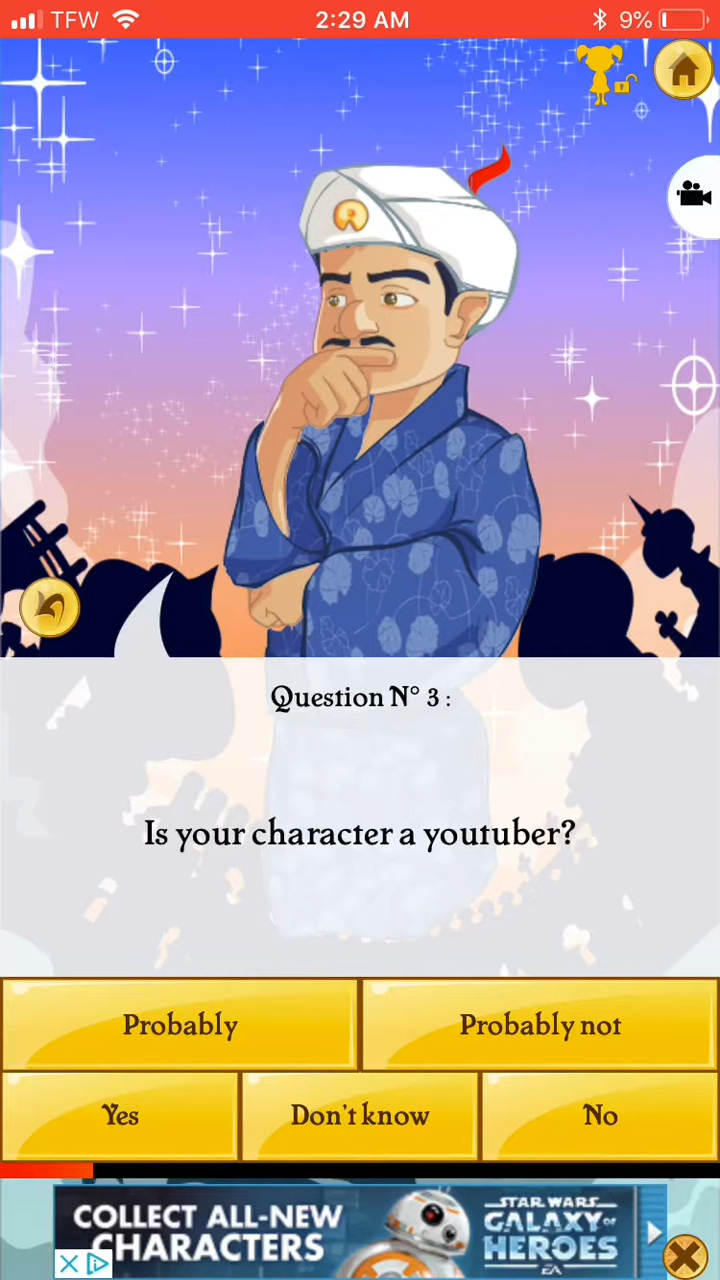 TFW 2:29 AM 9%
Question N° 3 :
Is your character a youtuber?
Probably Probably not
Yes Don't know No
COLLECT ALL-NEW
CHARACTERS
STAR WARS
GALAXY OF
HEROES
EA